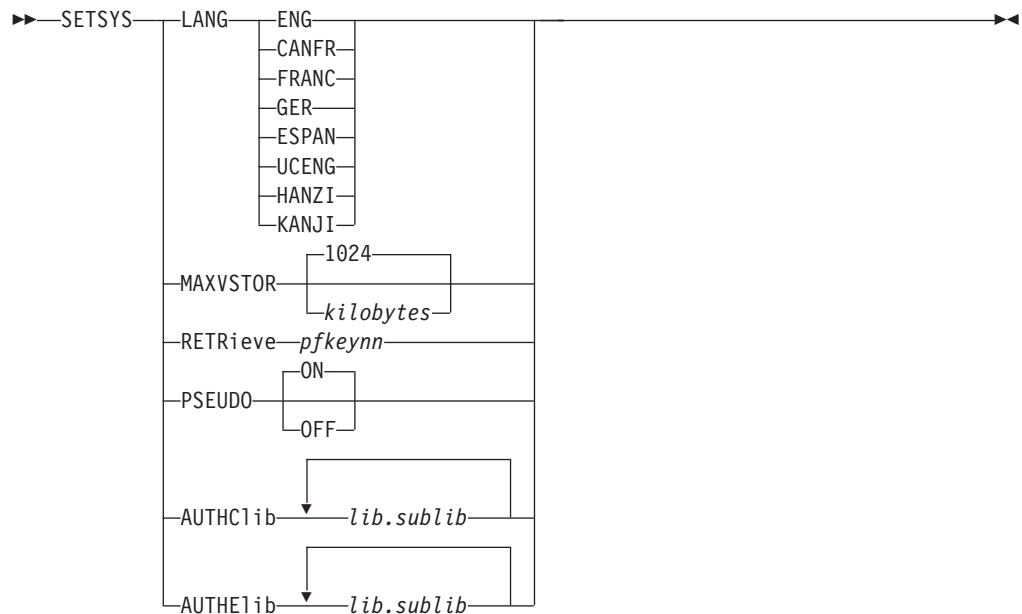 SETSYS LANG ENG
CANFR
FRANC
GER
ESPAN
UCENG
HANZI
KANJI
1024
MAXVSTOR
kilobytes
RETRieve pfkeynn
ON
PSEUDO
OFF
AUTHClib lib.sublib
AUTHElib lib.sublib